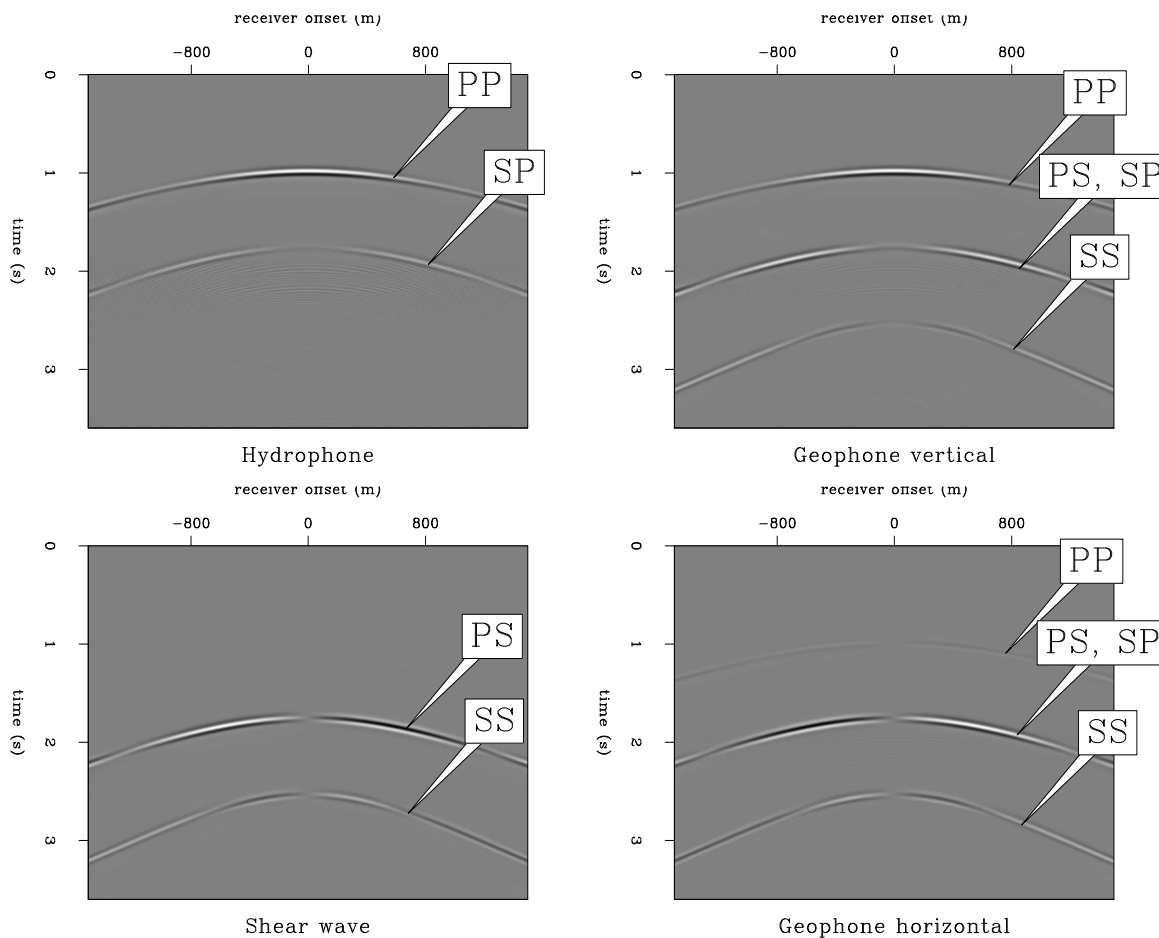 receiver offset (m)
-800 0 800
0
1
2
3
time (s)
PP
SP
Hydrophone
receiver offset (m)
-800 0 800
0
1
2
3
time (s)
PP
PS, SP
SS
Geophone vertical
receiver offset (m)
-800 0 800
0
1
2
3
time (s)
PS
SS
Shear wave
receiver offset (m)
-800 0 800
0
1
2
3
time (s)
PP
PS, SP
SS
Geophone horizontal